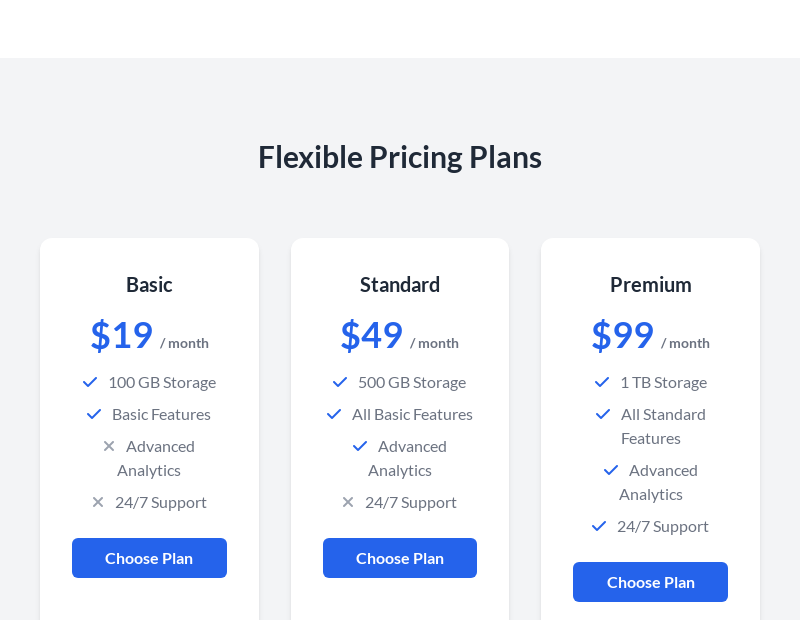 Flexible Pricing Plans
Basic
$19 / month
100 GB Storage
Basic Features
Advanced
Analytics
24/7 Support
Choose Plan
Standard
$49 / month
500 GB Storage
All Basic Features
Advanced
Analytics
24/7 Support
Choose Plan
Premium
$99 / month
1 TB Storage
All Standard
Features
Advanced
Analytics
24/7 Support
Choose Plan